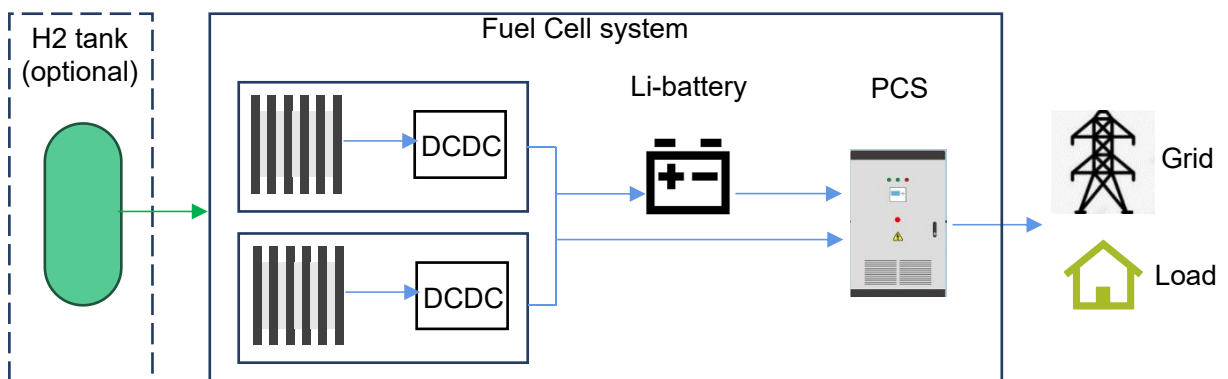 H2 tank
(optional)
Fuel Cell system
Li-battery
PCS
DCDC
DCDC
Grid
Load